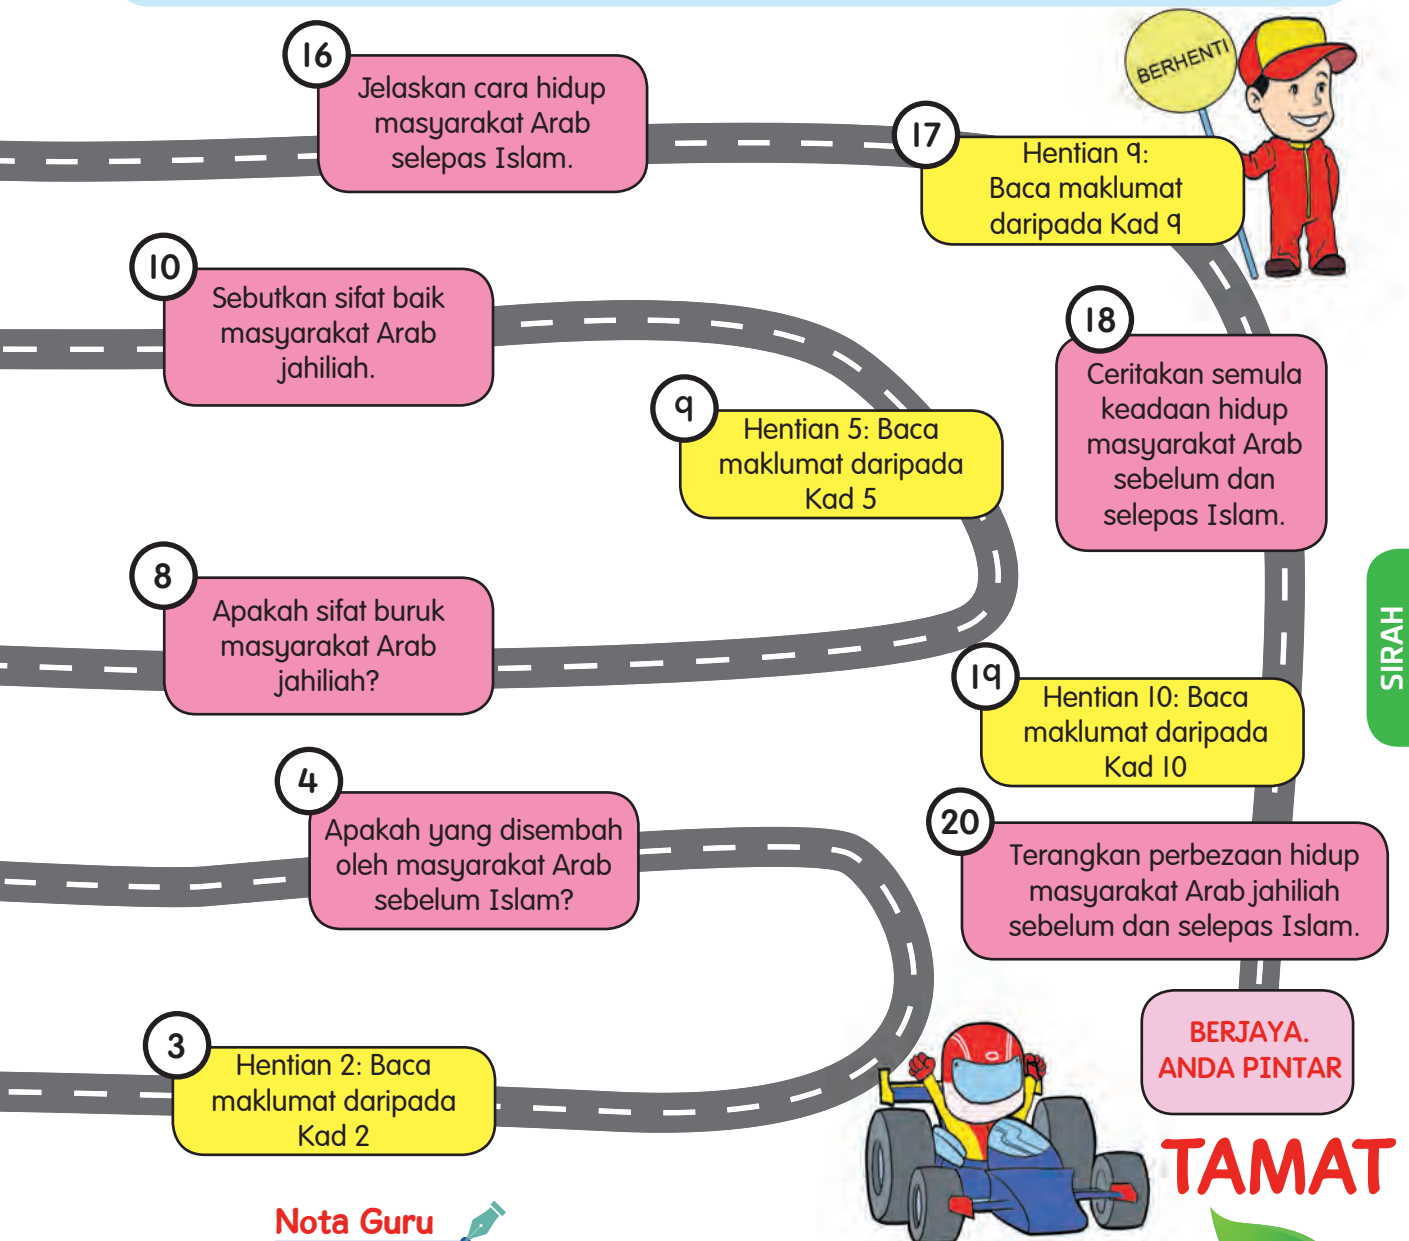 16
Jelaskan cara hidup
masyarakat Arab
selepas Islam.
BERHENTI
17
Hentian 9:
Baca maklumat
daripada Kad 9
10
Sebutkan sifat baik
masyarakat Arab
jahiliah.
18
Ceritakan semula
keadaan hidup
masyarakat Arab
sebelum dan
selepas Islam.
9
Hentian 5: Baca
maklumat daripada
Kad 5
8
Apakah sifat buruk
masyarakat Arab
jahiliah?
SIRAH
19
Hentian 10: Baca
maklumat daripada
Kad 10
4
Apakah yang disembah
oleh masyarakat Arab
sebelum Islam?
20
Terangkan perbezaan hidup
masyarakat Arab jahiliah
sebelum dan selepas Islam.
3
Hentian 2: Baca
maklumat daripada
Kad 2
BERJAYA.
ANDA PINTAR
TAMAT
Nota Guru